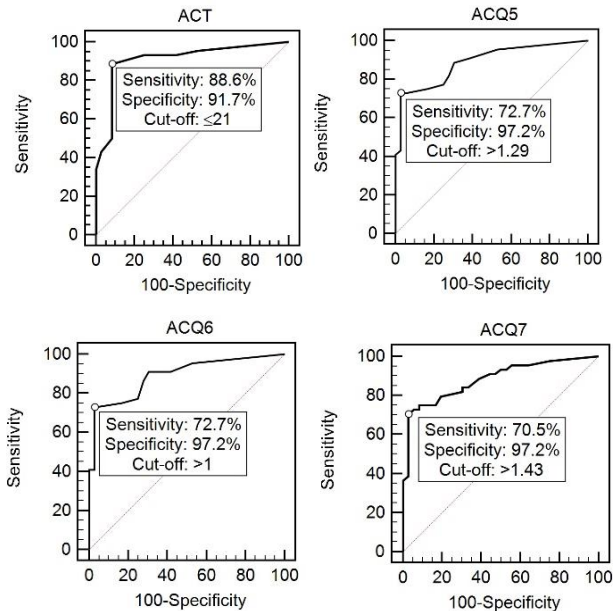 ACT
Sensitivity
100
80
60
40
20
0
Sensitivity: 88.6%
Specificity: 91.7%
Cut-off: ≤21
0 20 40 60 80 100
100-Specificity
ACQ5
Sensitivity
100
80
60
40
20
0
Sensitivity: 72.7%
Specificity: 97.2%
Cut-off: >1.29
0 20 40 60 80 100
100-Specificity
ACQ6
Sensitivity
100
80
60
40
20
0
Sensitivity: 72.7%
Specificity: 97.2%
Cut-off: >1
0 20 40 60 80 100
100-Specificity
ACQ7
Sensitivity
100
80
60
40
20
0
Sensitivity: 70.5%
Specificity: 97.2%
Cut-off: >1.43
0 20 40 60 80 100
100-Specificity